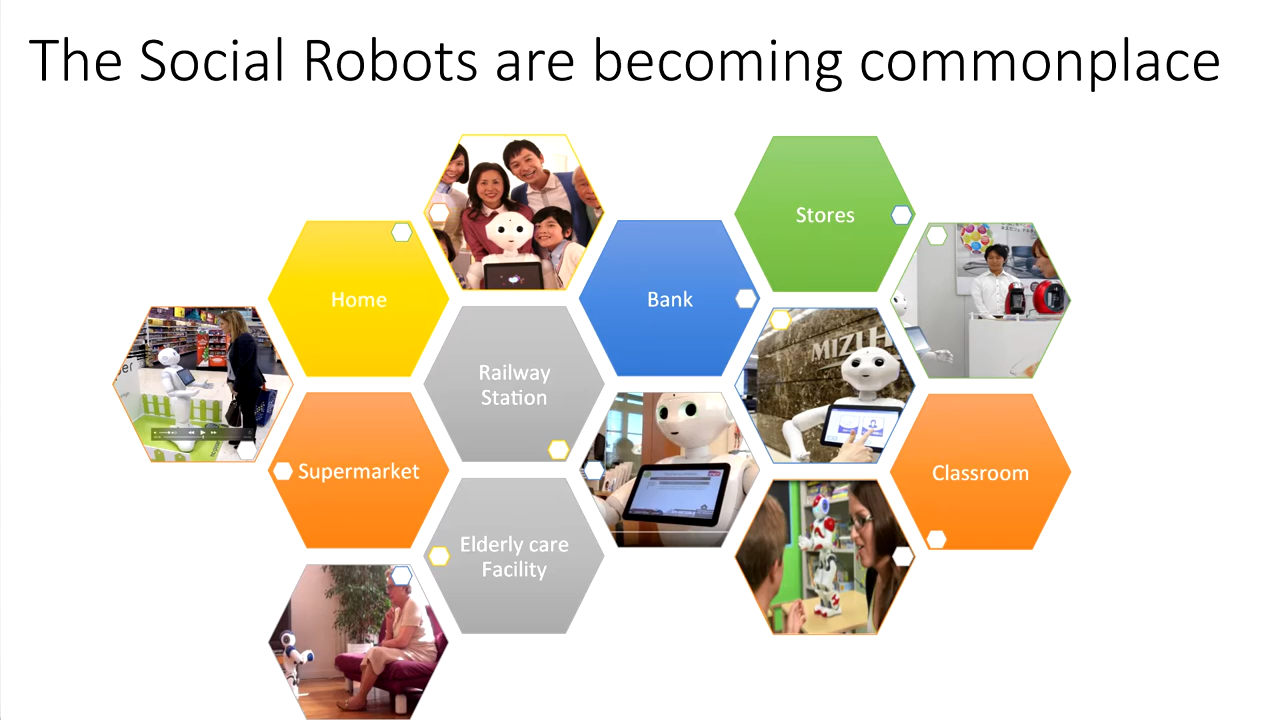 The Social Robots are becoming commonplace
Stores
Home
Bank
MIZUH
Railway
Station
Supermarket
Classroom
Elderly care
Facility